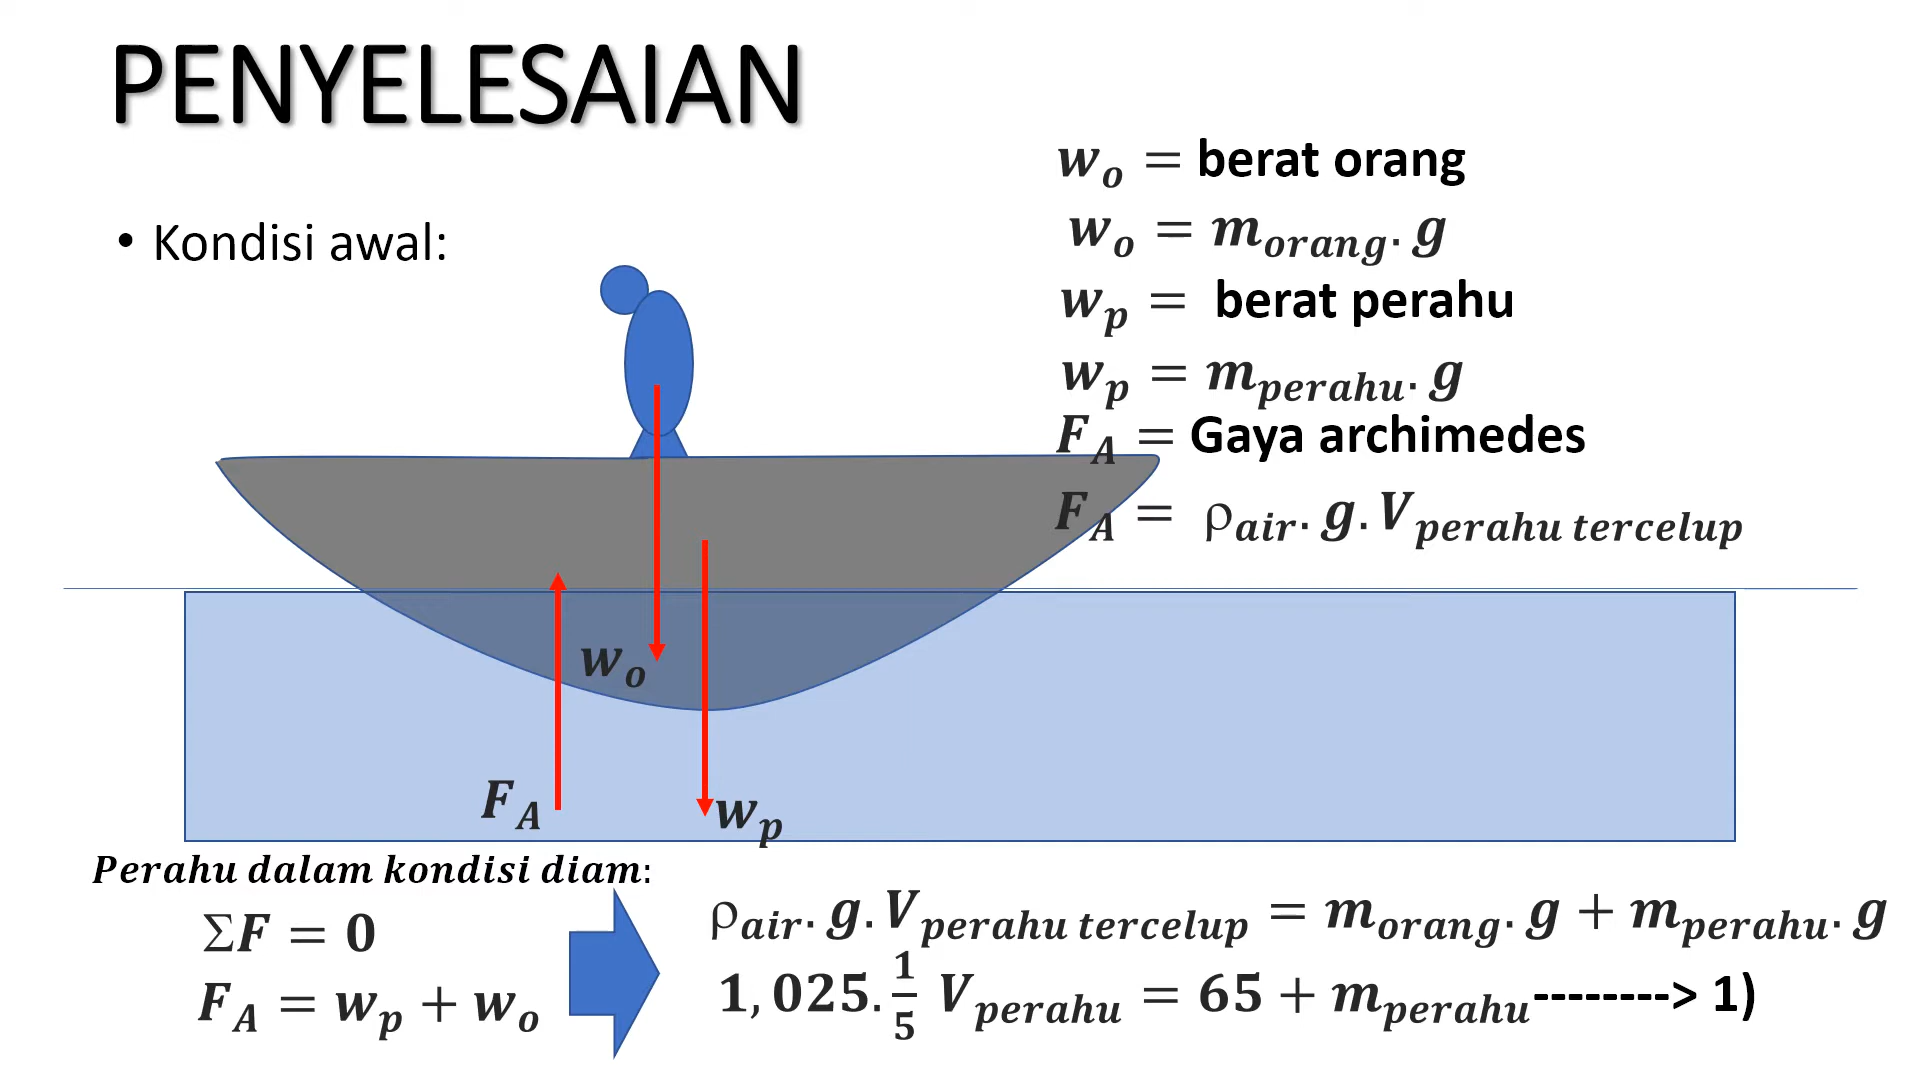 PENYELESAIAN
• Kondisi awal:
w_o = berat orang
w_o = m_orang. g
w_p = berat perahu
w_p = m_perahu. g
F_A = Gaya archimedes
F_A = ρ_air. g. V_perahu tercelup
w_o
F_A
w_p
Perahu dalam kondisi diam:
ΣF = 0
F_A = w_p + w_o
ρ_air. g. V_perahu tercelup = m_orang. g + m_perahu. g
1,025. 1/5 V_perahu = 65 + m_perahu--------> 1)